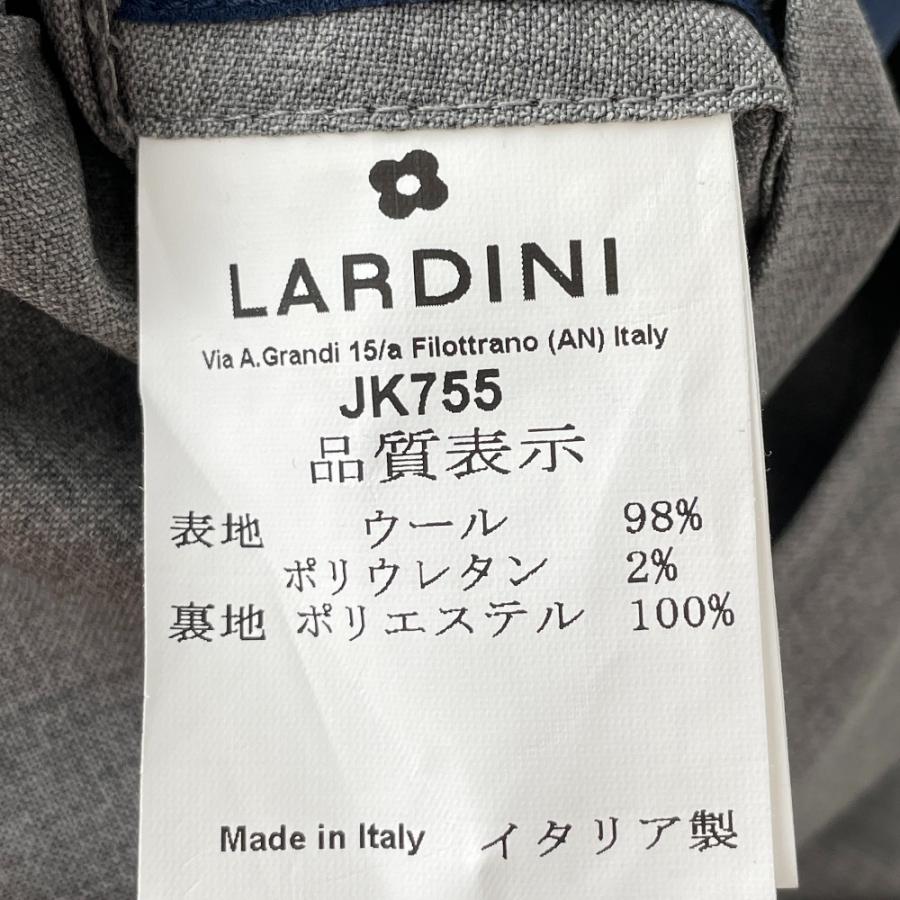 LARDINI
Via A.Grandi 15/a Filottrano (AN) Italy
JK755
品質表示
表地 ウール 98%
ポリウレタン 2%
裏地 ポリエステル 100%
Made in Italy イタリア製